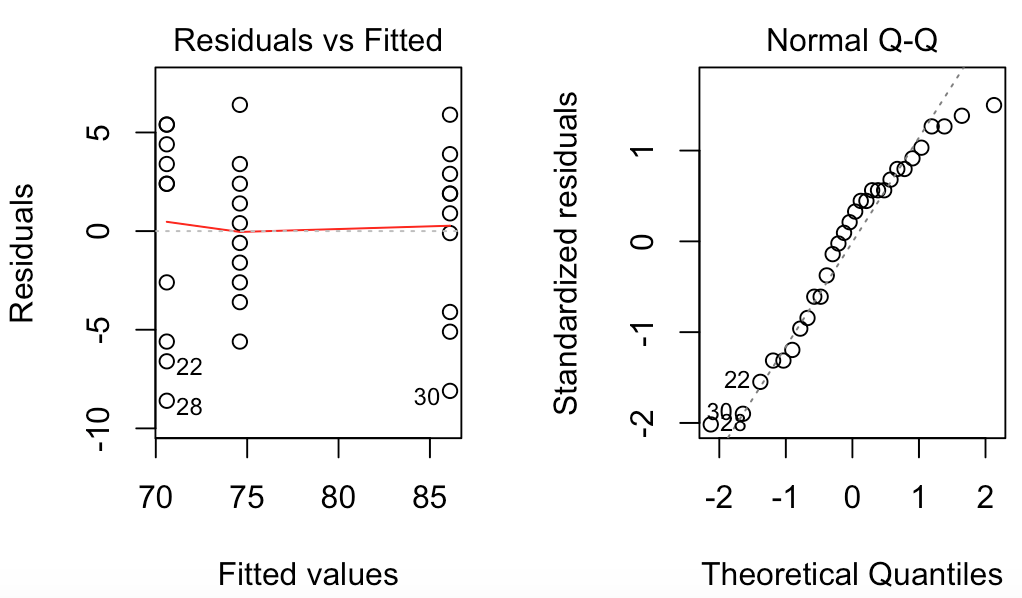 Residuals vs Fitted
Residuals
5
0
-5
-10
22
28
30
70 75 80 85
Fitted values
Normal Q-Q
Standardized residuals
1
0
-1
-2
22
30
28
-2 -1 0 1 2
Theoretical Quantiles